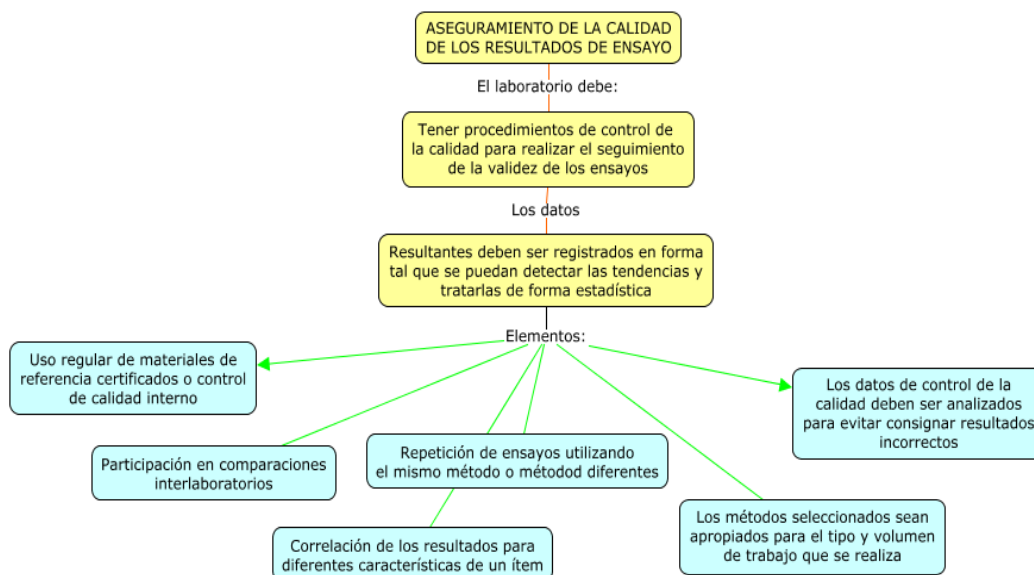 ASEGURAMIENTO DE LA CALIDAD
DE LOS RESULTADOS DE ENSAYO
El laboratorio debe:
Tener procedimientos de control de
la calidad para realizar el seguimiento
de la validez de los ensayos
Los datos
Resultantes deben ser registrados en forma
tal que se puedan detectar las tendencias y
tratarlas de forma estadística
Elementos:
Uso regular de materiales de
referencia certificados o control
de calidad interno
Participación en comparaciones
interlaboratorios
Repetición de ensayos utilizando
el mismo método o métodod diferentes
Correlación de los resultados para
diferentes características de un ítem
Los métodos seleccionados sean
apropiados para el tipo y volumen
de trabajo que se realiza
Los datos de control de la
calidad deben ser analizados
para evitar consignar resultados
incorrectos